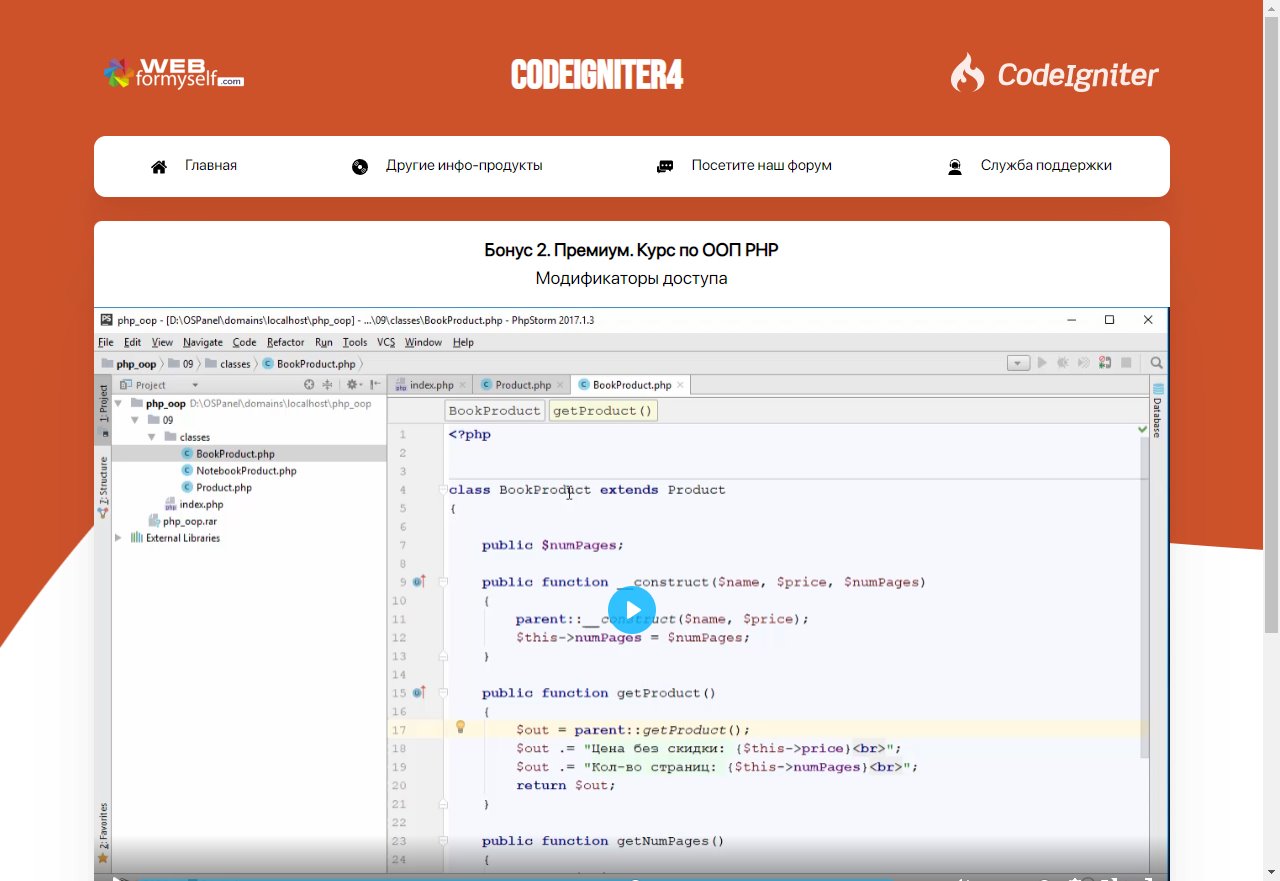 WEB
formyself.com
CODEIGNITER4
CodeIgniter
Главная
Другие инфо-продукты
Посетите наш форум
Служба поддержки
Бонус 2. Премиум. Курс по ООП PHP
Модификаторы доступа
PS php_oop - [D:\OSPanel\domains\localhost\php_oop] - ...\09\classes\BookProduct.php - PhpStorm 2017.1.3
File Edit View Navigate Code Refactor Run Tools VCS Window Help
php_oop 09 classes BookProduct.php
1: Project
Project
index.php
Product.php
BookProduct.php
Database
php_oop D:\OSPanel\domains\localhost\php_oop
09
classes
BookProduct.php
NotebookProduct.php
Product.php
index.php
php_oop.rar
External Libraries
Z: Structure
2: Favorites
BookProduct getProduct()
1 <?php
2
3
4 class BookProduct extends Product
5 {
6
7 public $numPages;
8
9 public function __construct($name, $price, $numPages)
10 {
11 parent::__construct($name, $price);
12 $this->numPages = $numPages;
13 }
14
15 public function getProduct()
16 {
17 $out = parent::getProduct();
18 $out .= "Цена без скидки: {$this->price}<br>";
19 $out .= "Кол-во страниц: {$this->numPages}<br>";
20 return $out;
21 }
22
23 public function getNumPages()
24 {